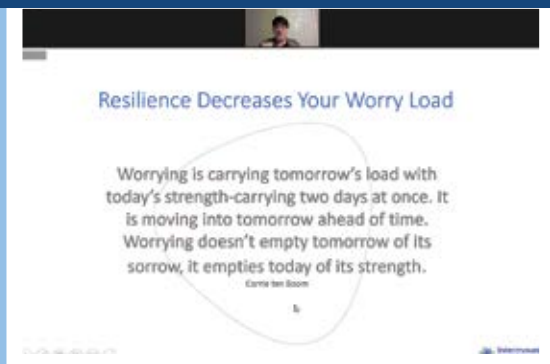 Resilience Decreases Your Worry Load
Worrying is carrying tomorrow's load with
today's strength-carrying two days at once. It
is moving into tomorrow ahead of time.
Worrying doesn't empty tomorrow of its
sorrow, it empties today of its strength.
Corrie ten Boom